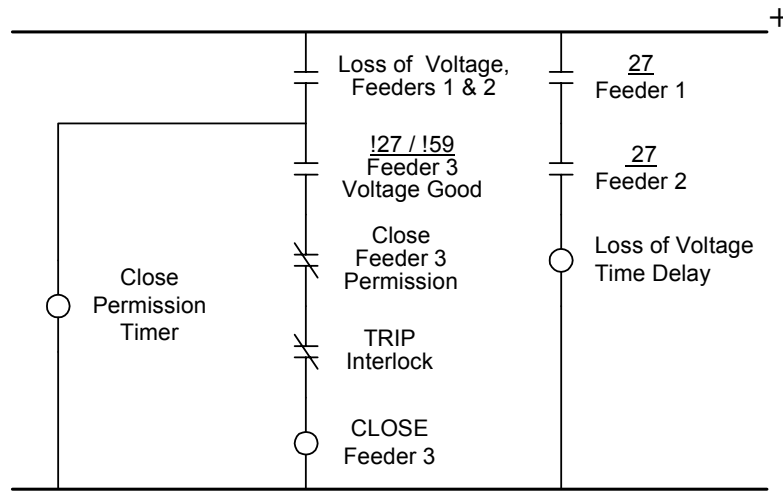 +
Loss of Voltage,
Feeders 1 & 2
27
Feeder 1
!27 / !59
Feeder 3
Voltage Good
27
Feeder 2
Close
Feeder 3
Permission
Loss of Voltage
Time Delay
Close
Permission
Timer
TRIP
Interlock
CLOSE
Feeder 3